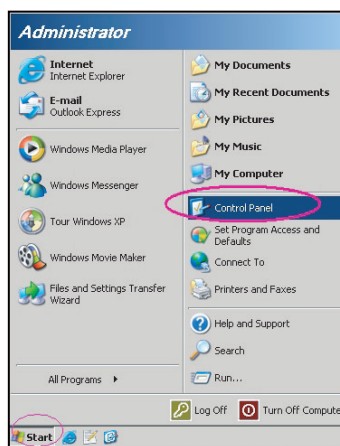 Administrator
Internet
Internet Explorer
E-mail
Outlook Express
Windows Media Player
Windows Messenger
Tour Windows XP
Windows Movie Maker
Files and Settings Transfer
Wizard
All Programs
My Documents
My Recent Documents
My Pictures
My Music
My Computer
Control Panel
Set Program Access and
Defaults
Connect To
Printers and Faxes
Help and Support
Search
Run...
Log Off
Turn Off Compute
Start